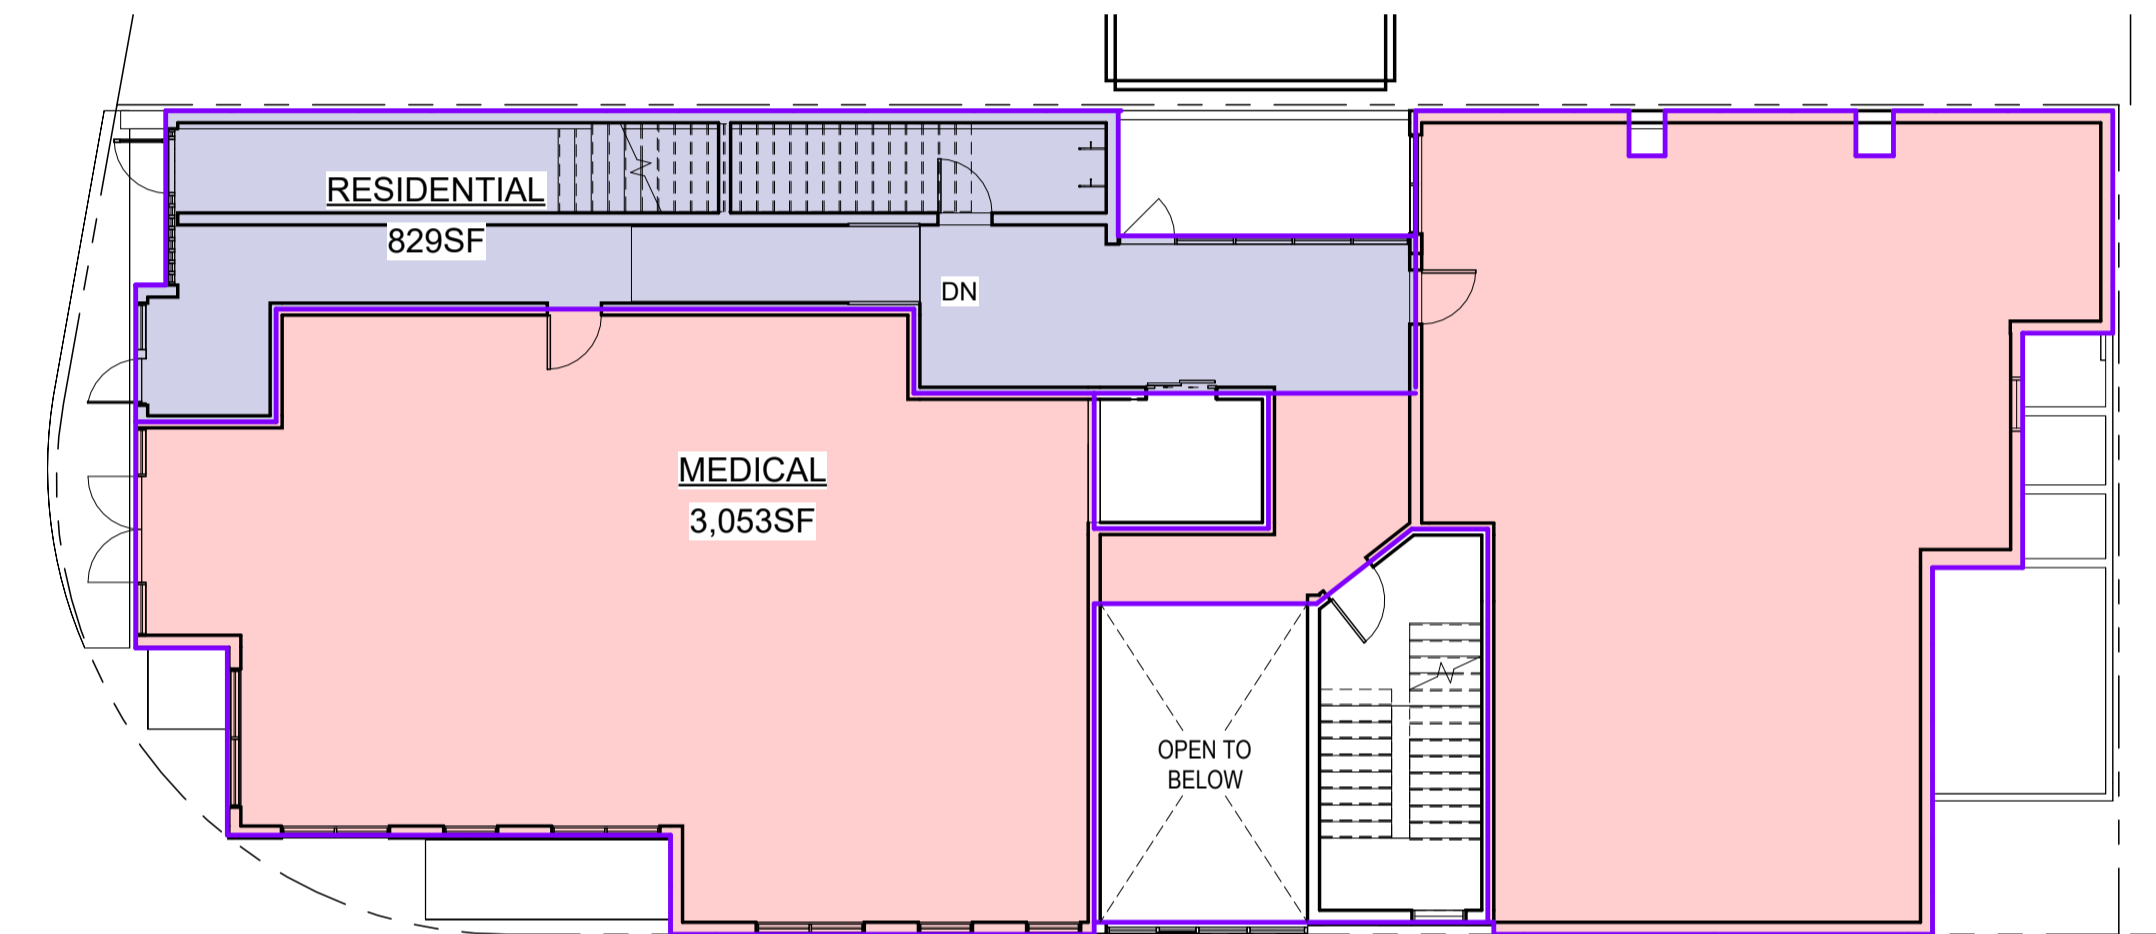 RESIDENTIAL
829SF
DN
MEDICAL
3,053SF
OPEN TO
BELOW